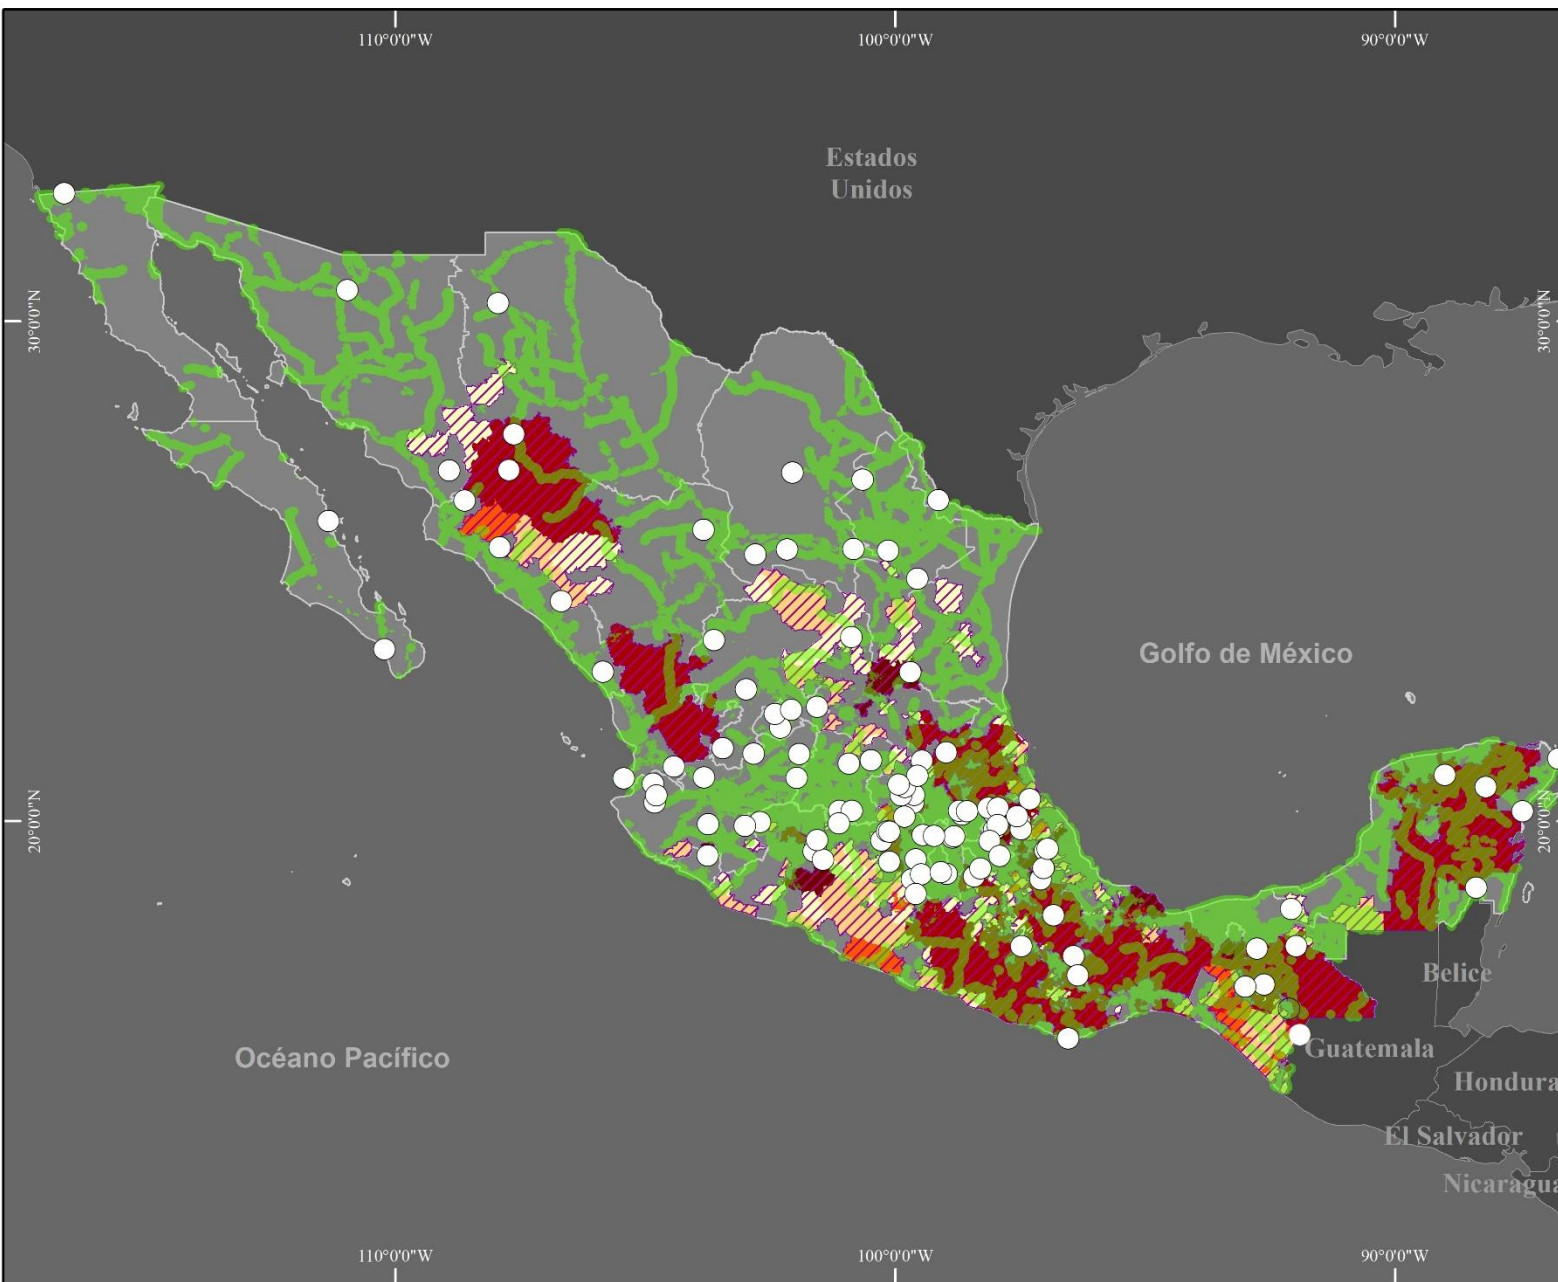 110°0'0"W
100°0'0"W
90°0'0"W
Estados
Unidos
30°0'0"N
30°0'0"N
Golfo de México
20°0'0"N
20°0'0"N
Belice
Océano Pacífico
Guatemala
Hondura
El Salvador
Nicaragua
110°0'0"W
100°0'0"W
90°0'0"W